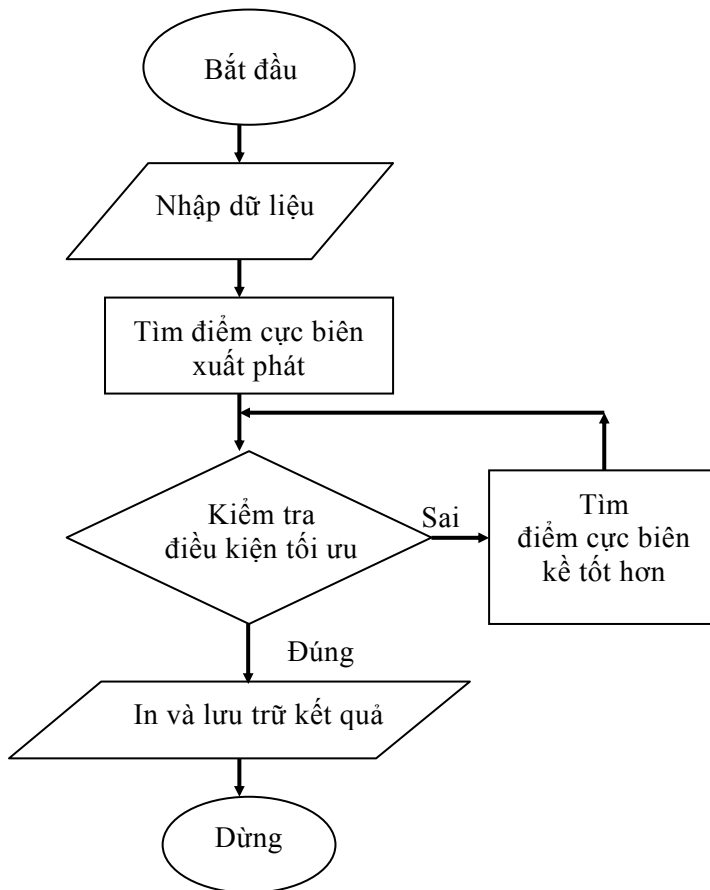 Bắt đầu
Nhập dữ liệu
Tìm điểm cực biên
xuất phát
Kiểm tra
điều kiện tối ưu
Sai
Tìm
điểm cực biên
kề tốt hơn
Đúng
In và lưu trữ kết quả
Dừng